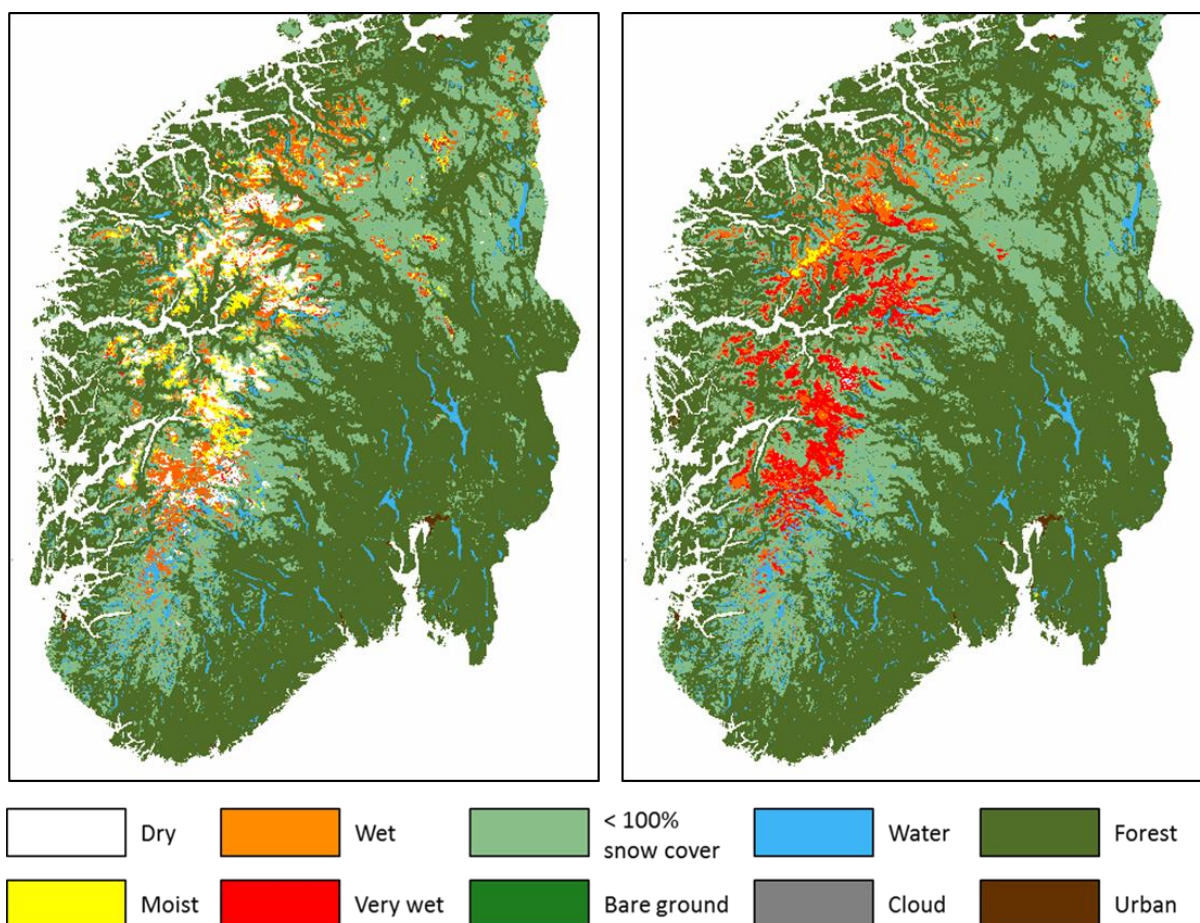 Dry
Wet
< 100%
snow cover
Water
Forest
Moist
Very wet
Bare ground
Cloud
Urban